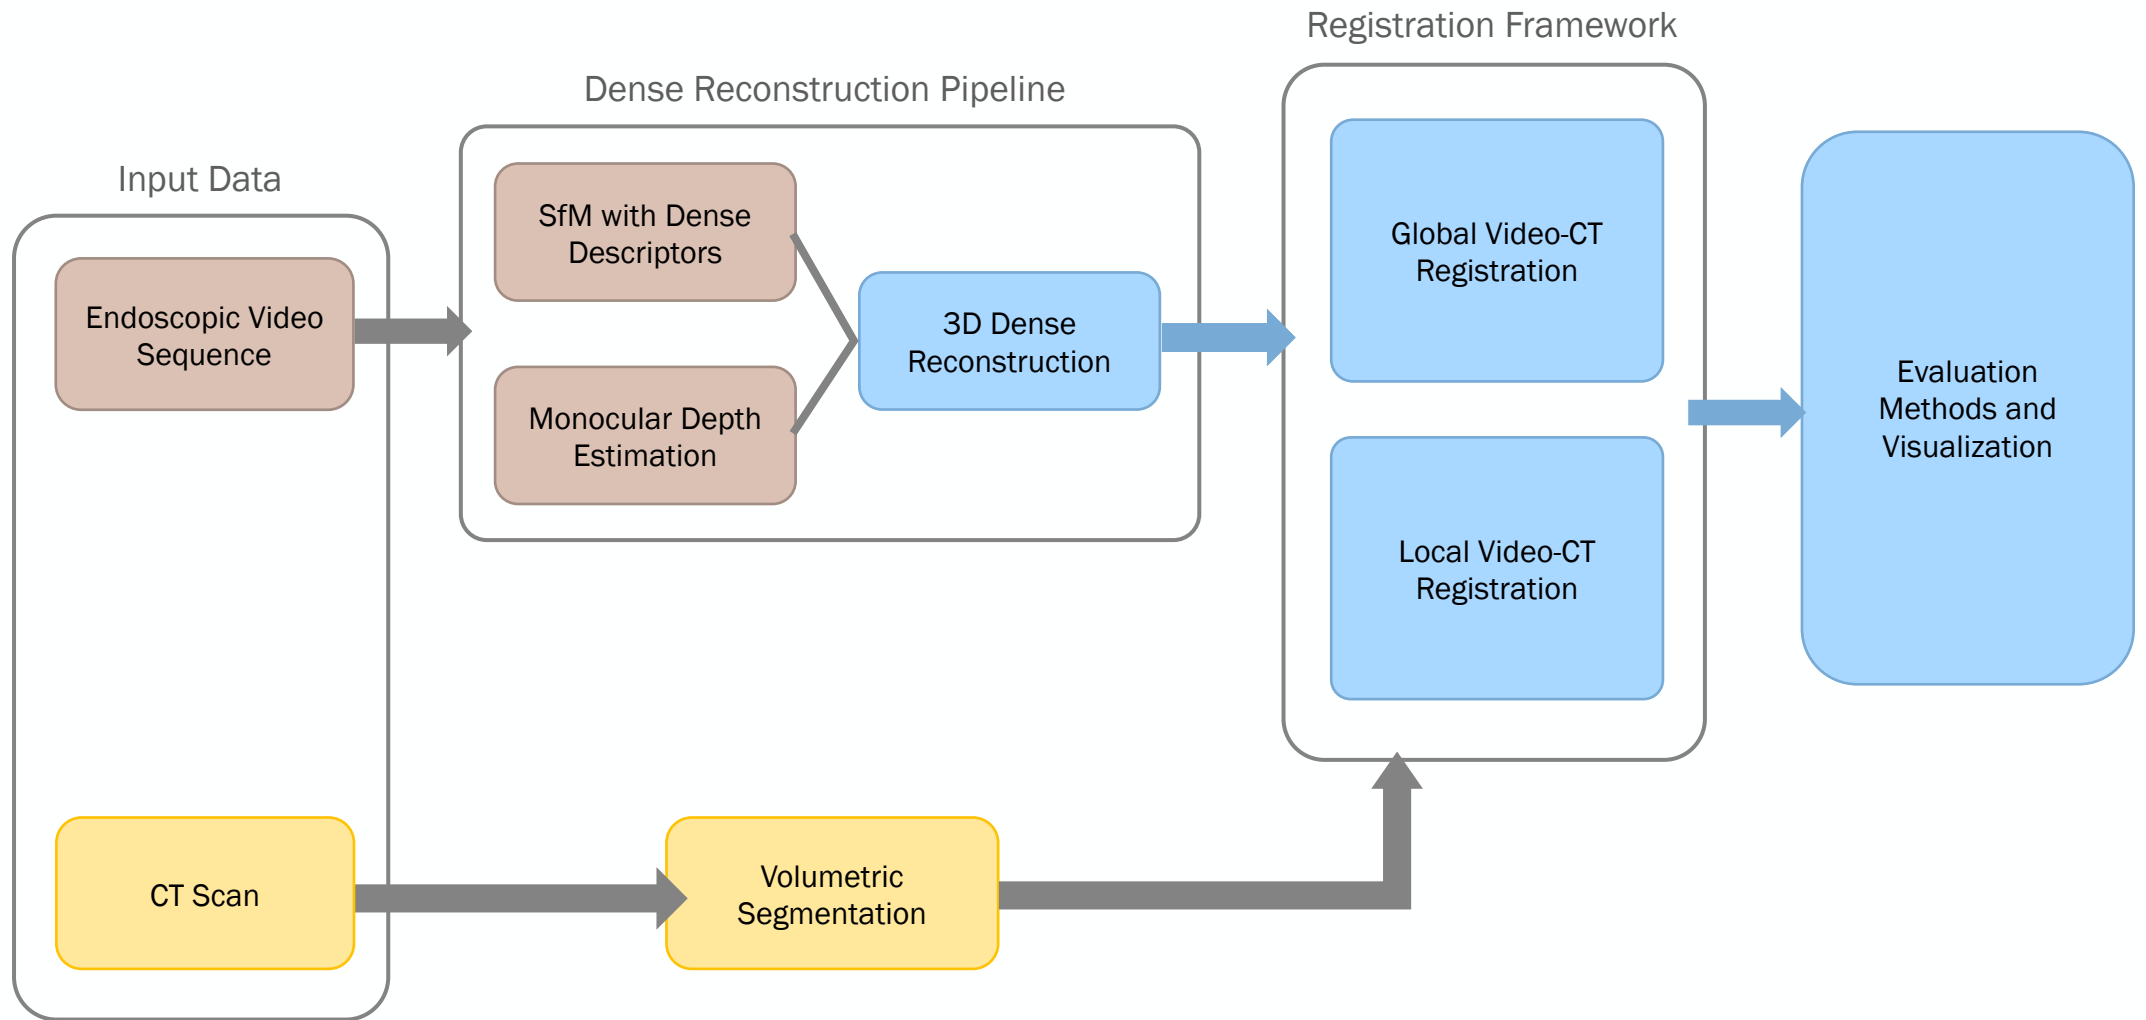 Input Data
Endoscopic Video
Sequence
CT Scan
Dense Reconstruction Pipeline
SfM with Dense
Descriptors
Monocular Depth
Estimation
3D Dense
Reconstruction
Volumetric
Segmentation
Registration Framework
Global Video-CT
Registration
Local Video-CT
Registration
Evaluation
Methods and
Visualization